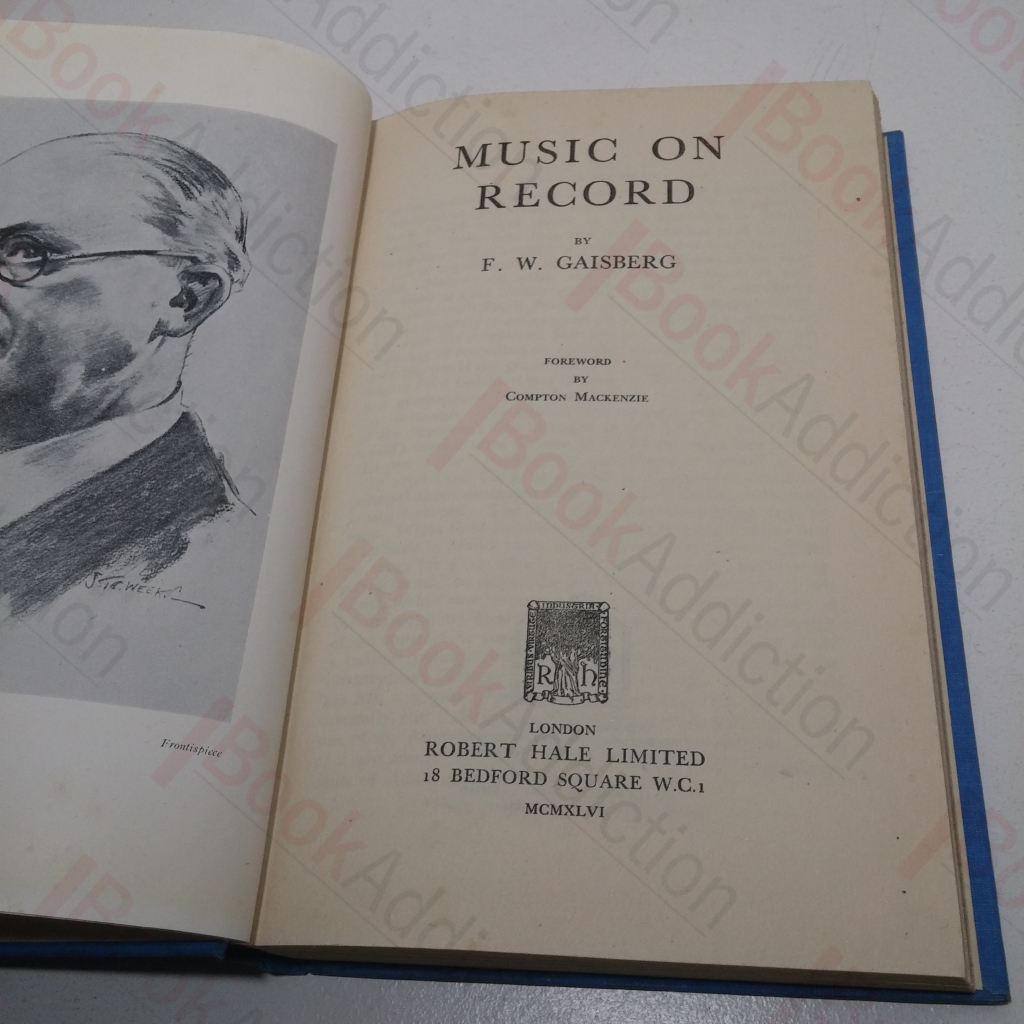 Frontispiece
MUSIC ON
RECORD
BY
F. W. GAISBERG
FOREWORD
BY
COMPTON MACKENZIE
R h
LONDON
ROBERT HALE LIMITED
18 BEDFORD SQUARE W.C.1
MCMXLVI
BookAddiction